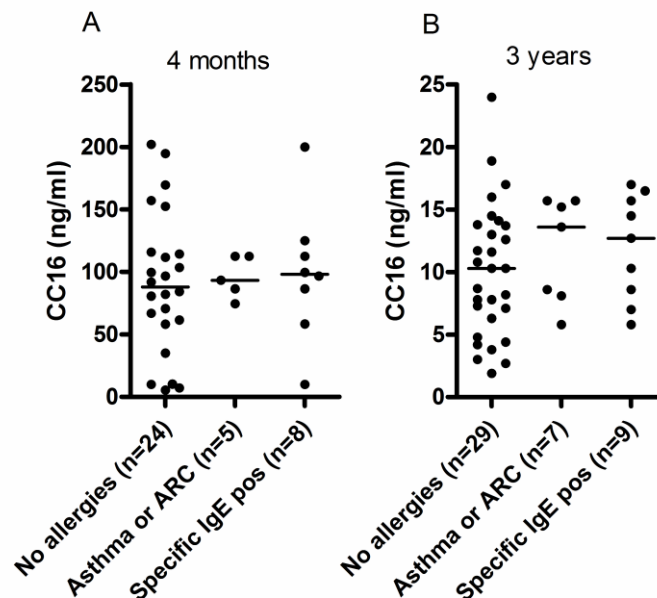 A
4 months
CC16 (ng/ml)
250
200
150
100
50
0
No allergies (n=24)
Asthma or ARC (n=5)
Specific IgE pos (n=8)
B
3 years
CC16 (ng/ml)
25
20
15
10
5
0
No allergies (n=29)
Asthma or ARC (n=7)
Specific IgE pos (n=9)